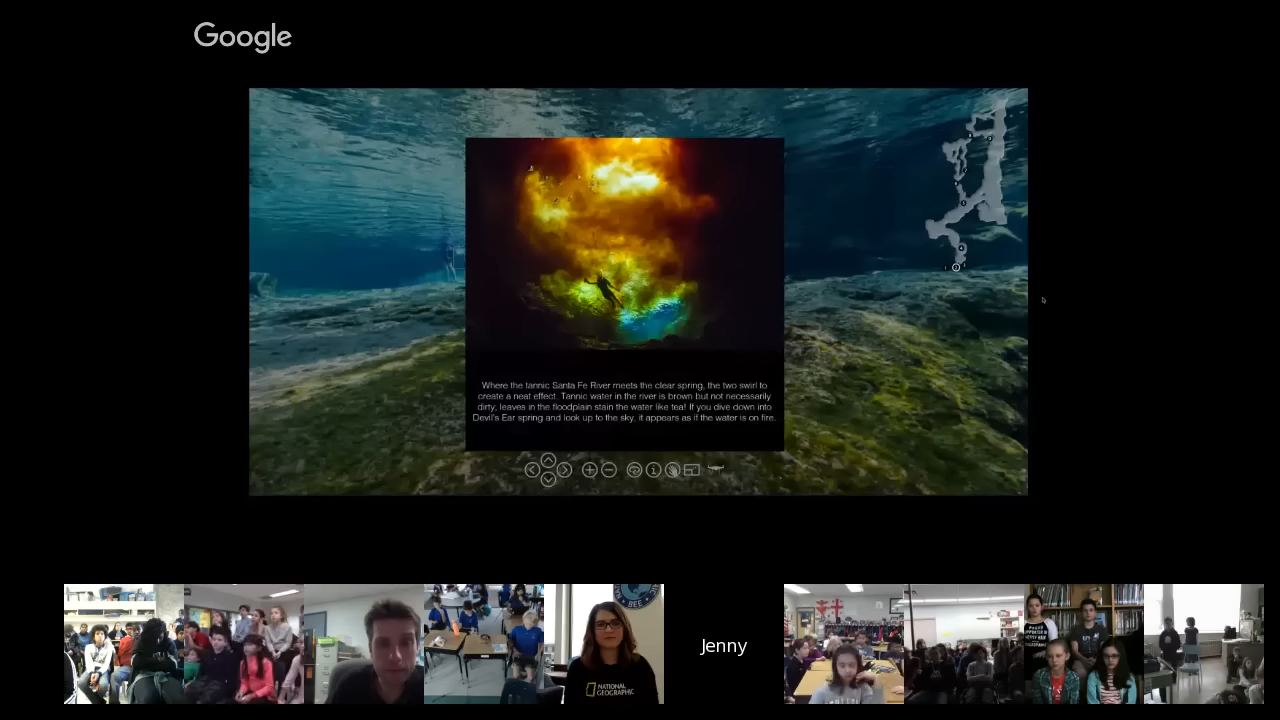 Google
Where the tannic Santa Fe River meets the clear spring, the two swirl to
create a neat effect. Tannic water in the river is brown but not necessarily
dirty, leaves in the floodplain stain the water like tea! If you dive down into
Devil's Ear spring and look up to the sky, it appears as if the water is on fire.
Jenny
BEE
NATIONAL
GEOGRAPHIC